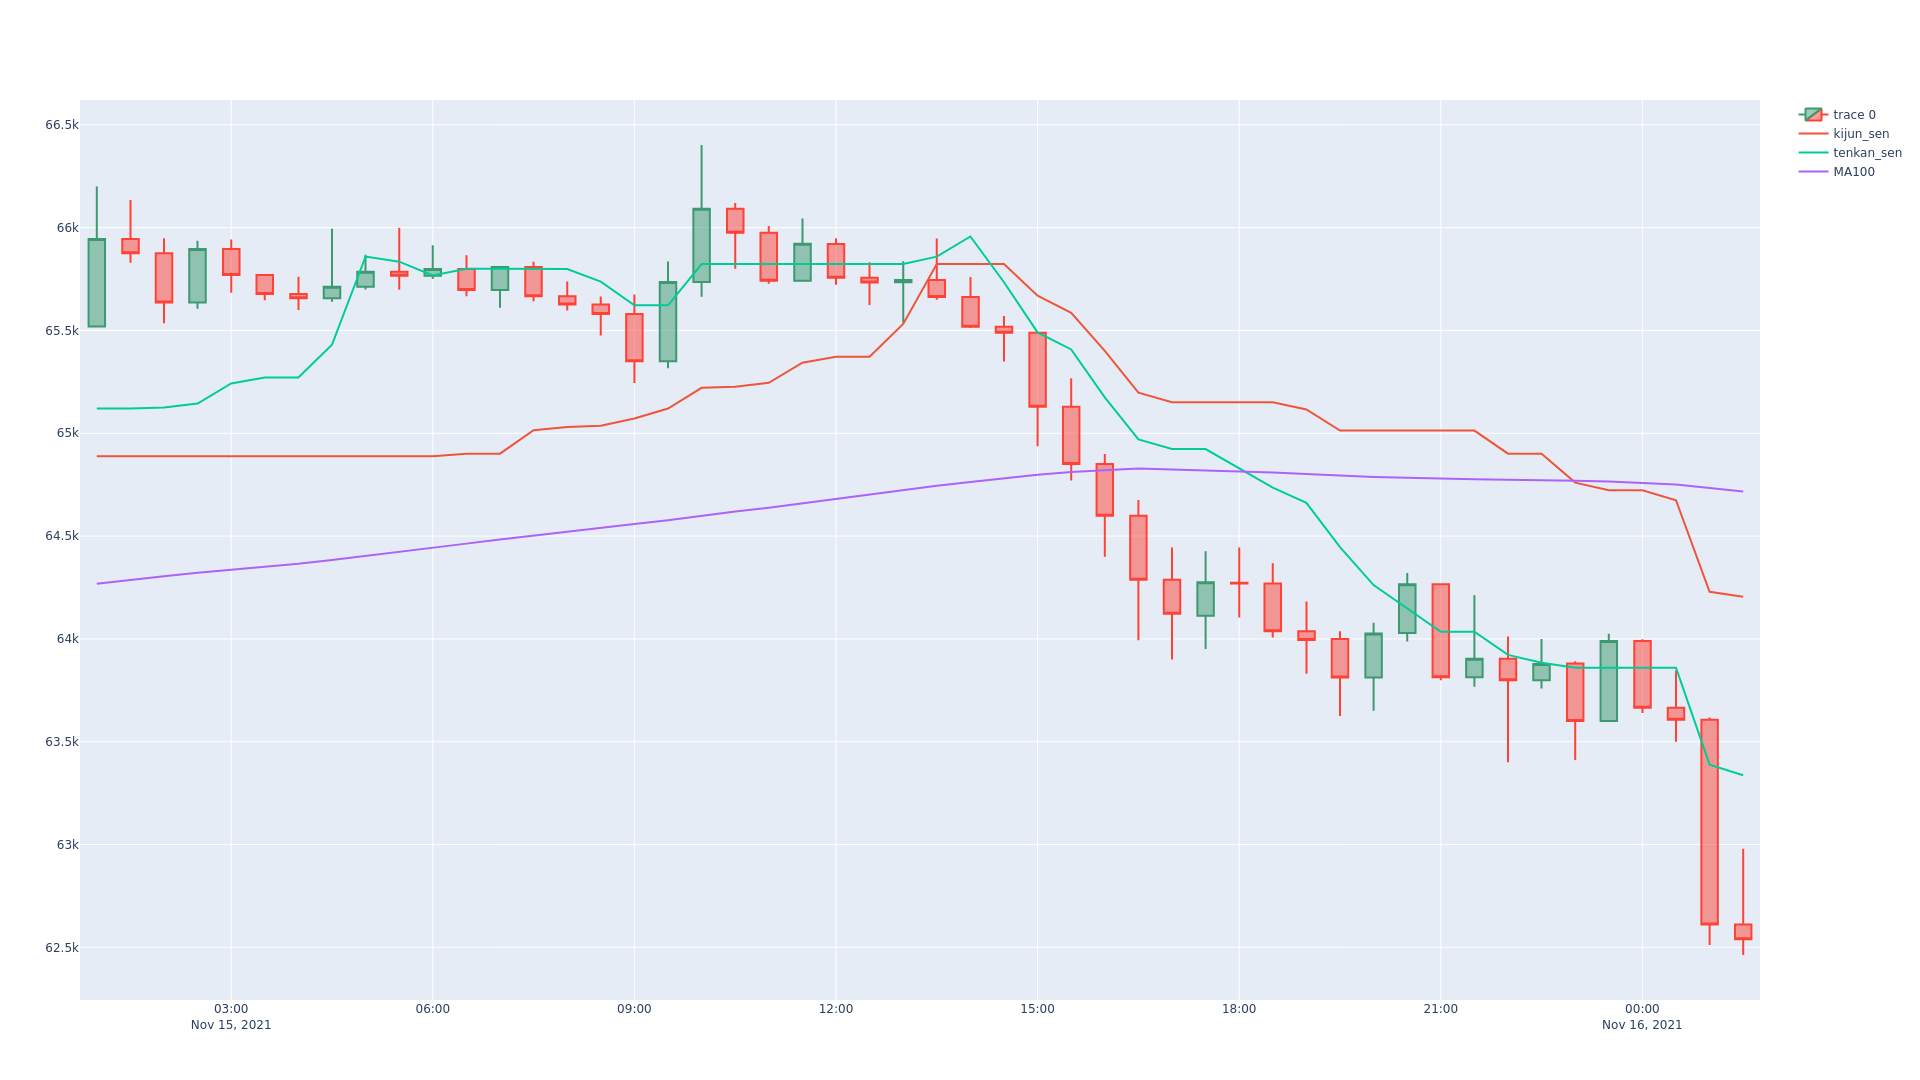 66.5k
66k
65.5k
65k
64.5k
64k
63.5k
63k
62.5k
03:00 06:00 09:00 12:00 15:00 18:00 21:00 00:00
Nov 15, 2021 Nov 16, 2021
trace 0
kijun_sen
tenkan_sen
MA100